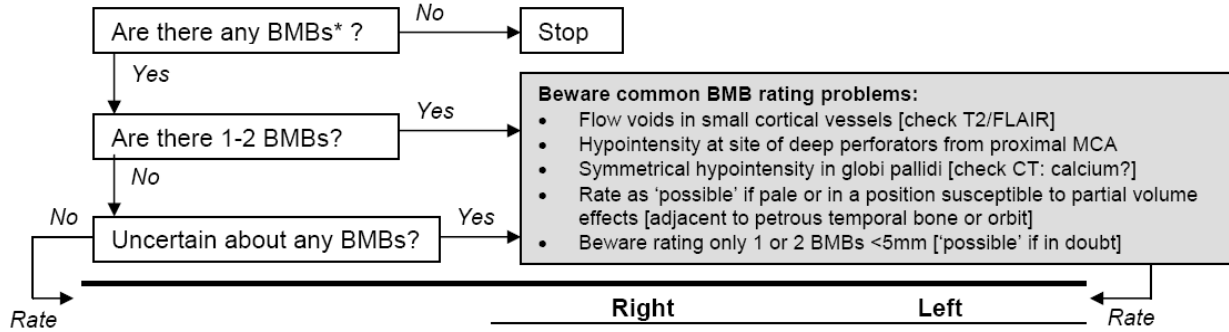 Are there any BMBs* ?
No
Stop
Yes
Are there 1-2 BMBs?
Yes
No
Uncertain about any BMBs?
No
Yes
Beware common BMB rating problems:
• Flow voids in small cortical vessels [check T2/FLAIR]
• Hypointensity at site of deep perforators from proximal MCA
• Symmetrical hypointensity in globi pallidi [check CT: calcium?]
• Rate as ‘possible’ if pale or in a position susceptible to partial volume
effects [adjacent to petrous temporal bone or orbit]
• Beware rating only 1 or 2 BMBs <5mm [‘possible’ if in doubt]
Rate
Right Left
Rate